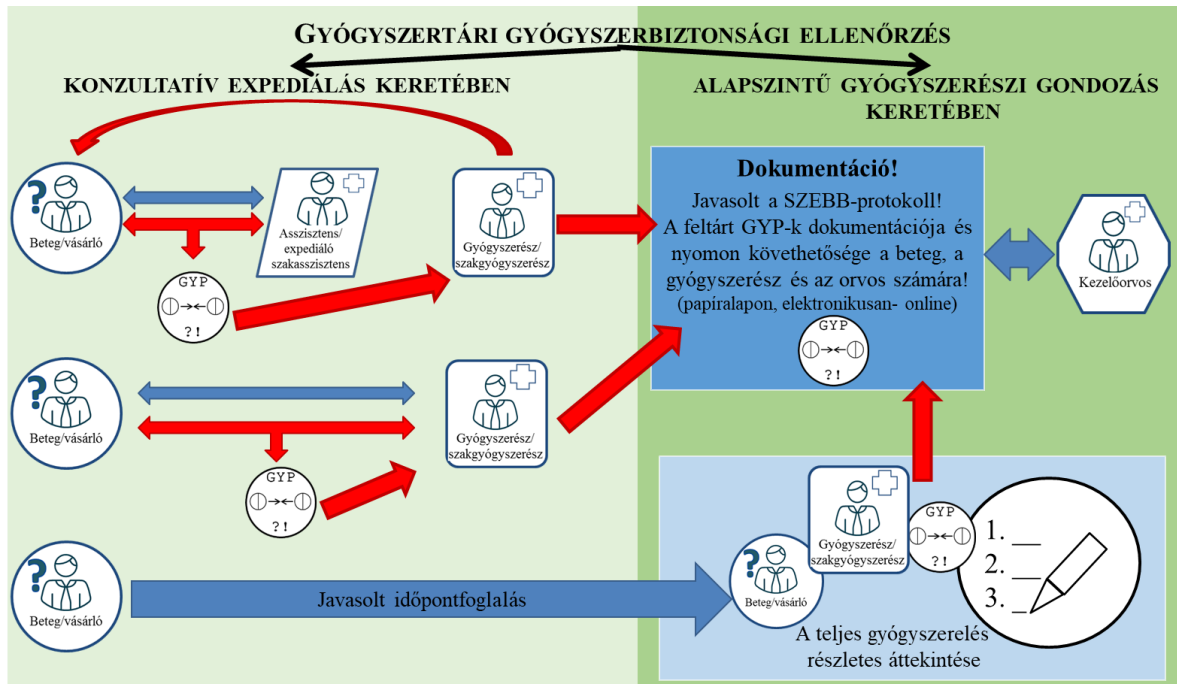 GYÓGYSZERTÁRI GYÓGYSZERBIZTONSÁGI ELLENŐRZÉS
KONZULTATÍV EXPEDIÁLÁS KERETÉBEN
ALAPSZINTŰ GYÓGYSZERÉSZI GONDOZÁS
KERETÉBEN
?
Beteg/vásárló
Asszisztens/
expediáló
szakasszisztens
Gyógyszerész/
szakgyógyszerész
GYP
?!
Dokumentáció!
Javasolt a SZEBB-protokoll!
A feltárt GYP-k dokumentációja és
nyomon követhetősége a beteg, a
gyógyszerész és az orvos számára!
(papíralapon, elektronikusan- online)
GYP
?!
Kezelőorvos
?
Beteg/vásárló
Gyógyszerész/
szakgyógyszerész
GYP
?!
?
Beteg/vásárló
Javasolt időpontfoglalás
?
Beteg/vásárló
Gyógyszerész/
szakgyógyszerész
GYP
?!
1. __
2. __
3. _
A teljes gyógyszerelés
részletes áttekintése